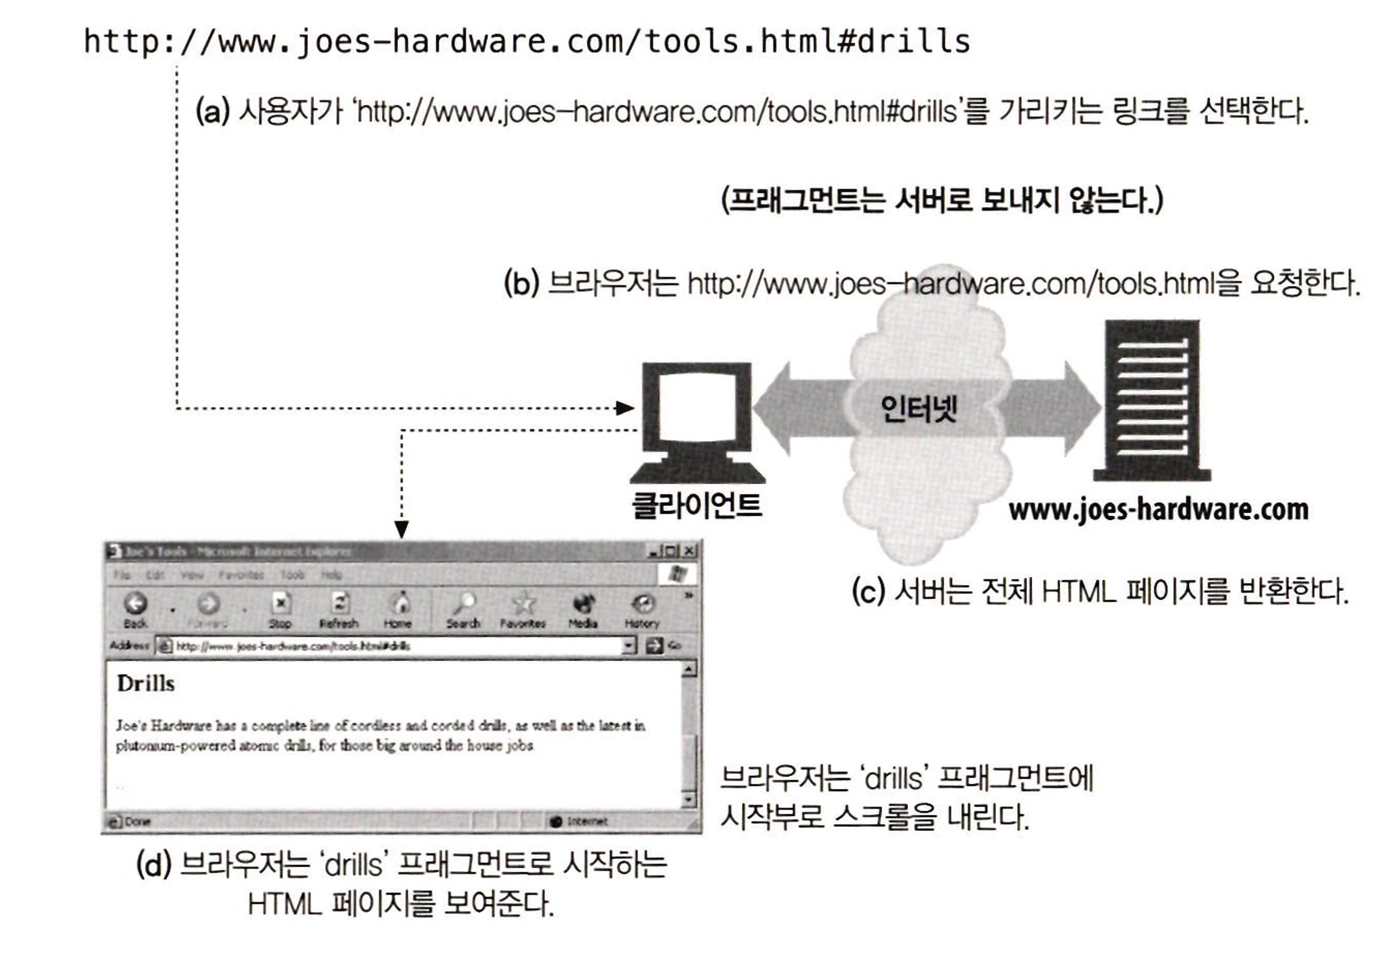 http://www.joes-hardware.com/tools.html#drills
(a) 사용자가 ‘http://www.joes-hardware.com/tools.html#drills’를 가리키는 링크를 선택한다.
(프래그먼트는 서버로 보내지 않는다.)
(b) 브라우저는 http://www.joes-hardware.com/tools.html을 요청한다.
인터넷
클라이언트
www.joes-hardware.com
(c) 서버는 전체 HTML 페이지를 반환한다.
Joe's Tools - Microsoft Internet Explorer
File Edit View Favorites Tools Help
Back Forward Stop Refresh Home Search Favorites Media History
Address http://www.joes-hardware.com/tools.html#drills Go
Drills
Joe's Hardware has a complete line of cordless and corded drills, as well as the latest in
plutonium-powered atomic drills, for those big around the house jobs.
Done Internet
브라우저는 ‘drills’ 프래그먼트에
시작부로 스크롤을 내린다.
(d) 브라우저는 ‘drills’ 프래그먼트로 시작하는
HTML 페이지를 보여준다.